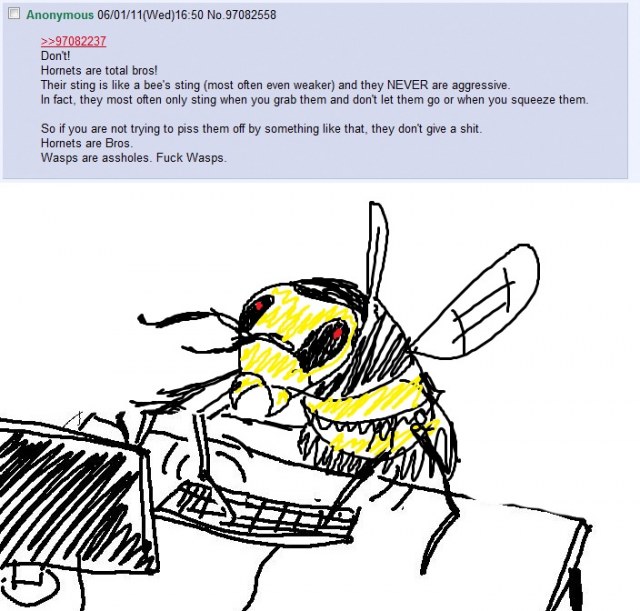 Anonymous 06/01/11(Wed)16:50 No.97082558
>>97082237
Don't!
Hornets are total bros!
Their sting is like a bee's sting (most often even weaker) and they NEVER are aggressive.
In fact, they most often only sting when you grab them and don't let them go or when you squeeze them.
So if you are not trying to piss them off by something like that, they don't give a shit.
Hornets are Bros.
Wasps are assholes. Fuck Wasps.